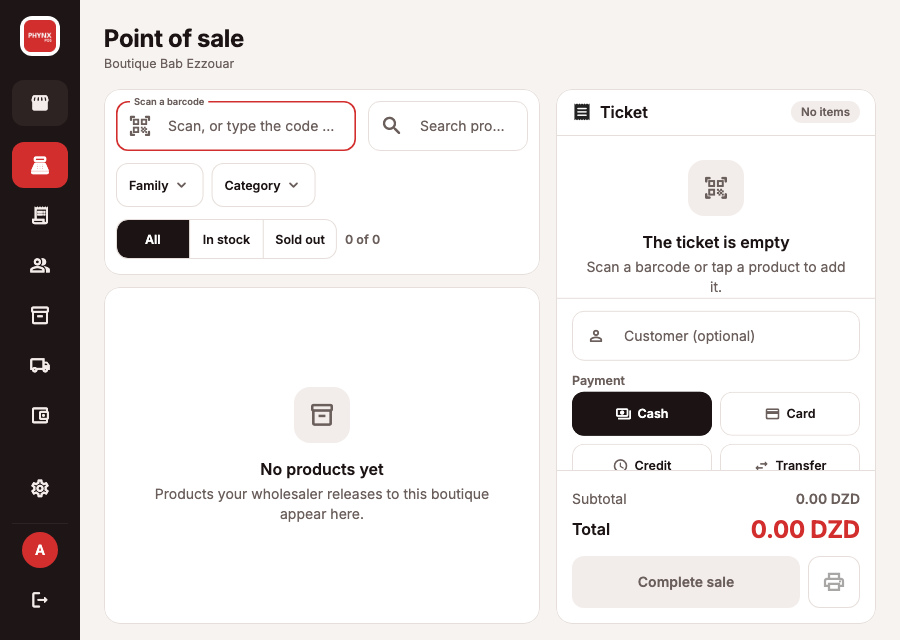 PHYNX
Point of sale
Boutique Bab Ezzouar
Scan a barcode
Scan, or type the code ...
Search pro...
Family
Category
All
In stock
Sold out
0 of 0
No products yet
Products your wholesaler releases to this boutique
appear here.
Ticket
No items
The ticket is empty
Scan a barcode or tap a product to add
it.
Customer (optional)
Payment
Cash
Card
Credit
Transfer
Subtotal
0.00 DZD
Total
0.00 DZD
Complete sale
A